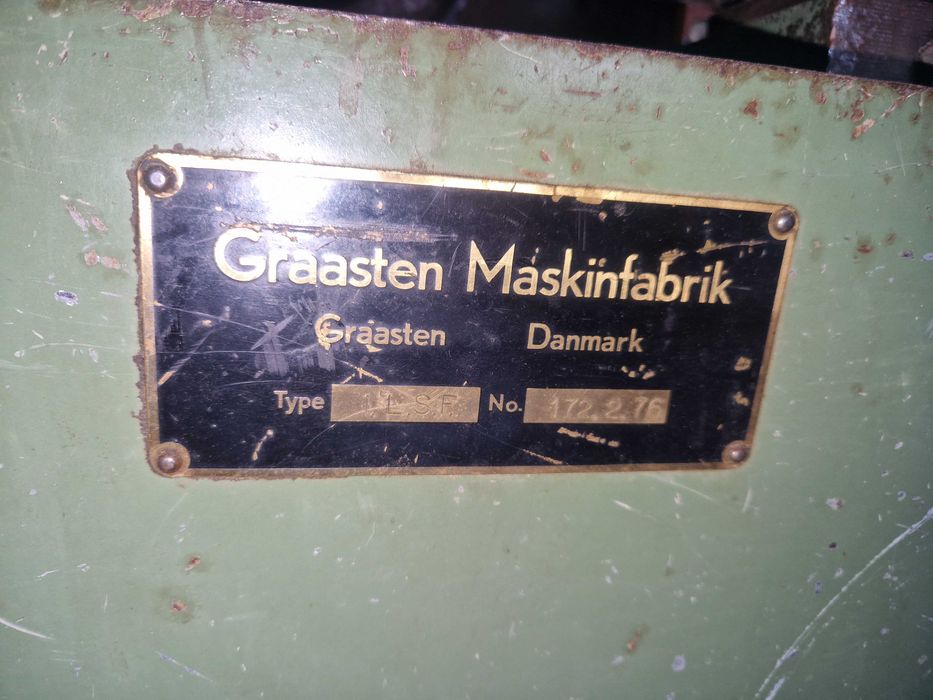 Graasten Maskinfabrik
Graasten Danmark
Type 1 L.S.F. No. 172.2.76